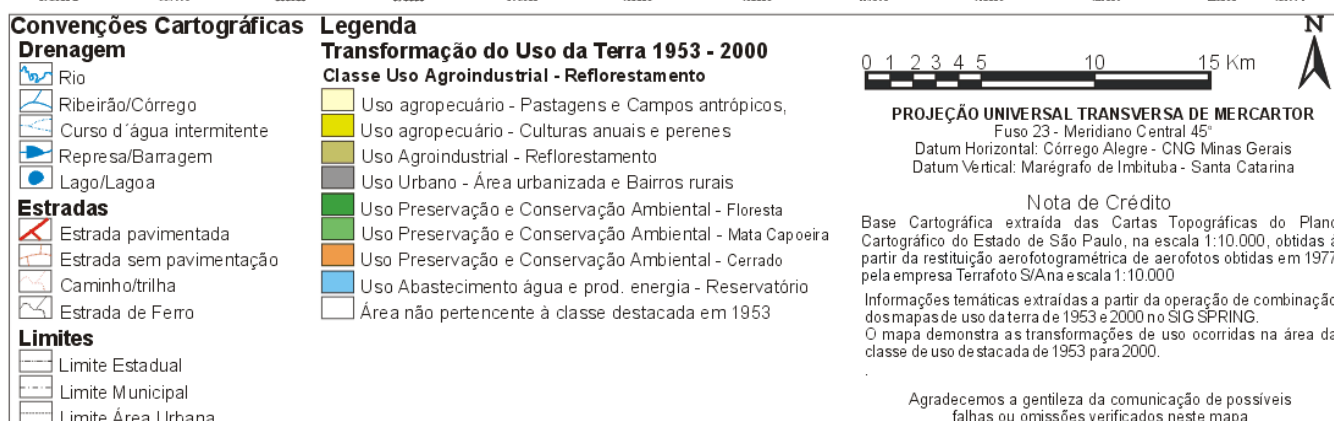 Convenções Cartográficas
Drenagem
Rio
Ribeirão/Córrego
Curso d´água intermitente
Represa/Barragem
Lago/Lagoa
Estradas
Estrada pavimentada
Estrada sem pavimentação
Caminho/trilha
Estrada de Ferro
Limites
Limite Estadual
Limite Municipal
Limite Área Urbana
Legenda
Transformação do Uso da Terra 1953 - 2000
Classe Uso Agroindustrial - Reflorestamento
Uso agropecuário - Pastagens e Campos antrópicos,
Uso agropecuário - Culturas anuais e perenes
Uso Agroindustrial - Reflorestamento
Uso Urbano - Área urbanizada e Bairros rurais
Uso Preservação e Conservação Ambiental - Floresta
Uso Preservação e Conservação Ambiental - Mata Capoeira
Uso Preservação e Conservação Ambiental - Cerrado
Uso Abastecimento água e prod. energia - Reservatório
Área não pertencente à classe destacada em 1953
N
0 1 2 3 4 5 10 15 Km
PROJEÇÃO UNIVERSAL TRANSVERSA DE MERCARTOR
Fuso 23 - Meridiano Central 45°
Datum Horizontal: Córrego Alegre - CNG Minas Gerais
Datum Vertical: Marégrafo de Imbituba - Santa Catarina
Nota de Crédito
Base Cartográfica extraída das Cartas Topográficas do Plano
Cartográfico do Estado de São Paulo, na escala 1:10.000, obtidas à
partir da restituição aerofotogramétrica de aerofotos obtidas em 1977
pela empresa Terrafoto S/A na escala 1:10.000
Informações temáticas extraídas a partir da operação de combinação
dos mapas de uso da terra de 1953 e 2000 no SIG SPRING.
O mapa demonstra as transformações de uso ocorridas na área da
classe de uso destacada de 1953 para 2000.
.
Agradecemos a gentileza da comunicação de possíveis
falhas ou omissões verificados neste mapa